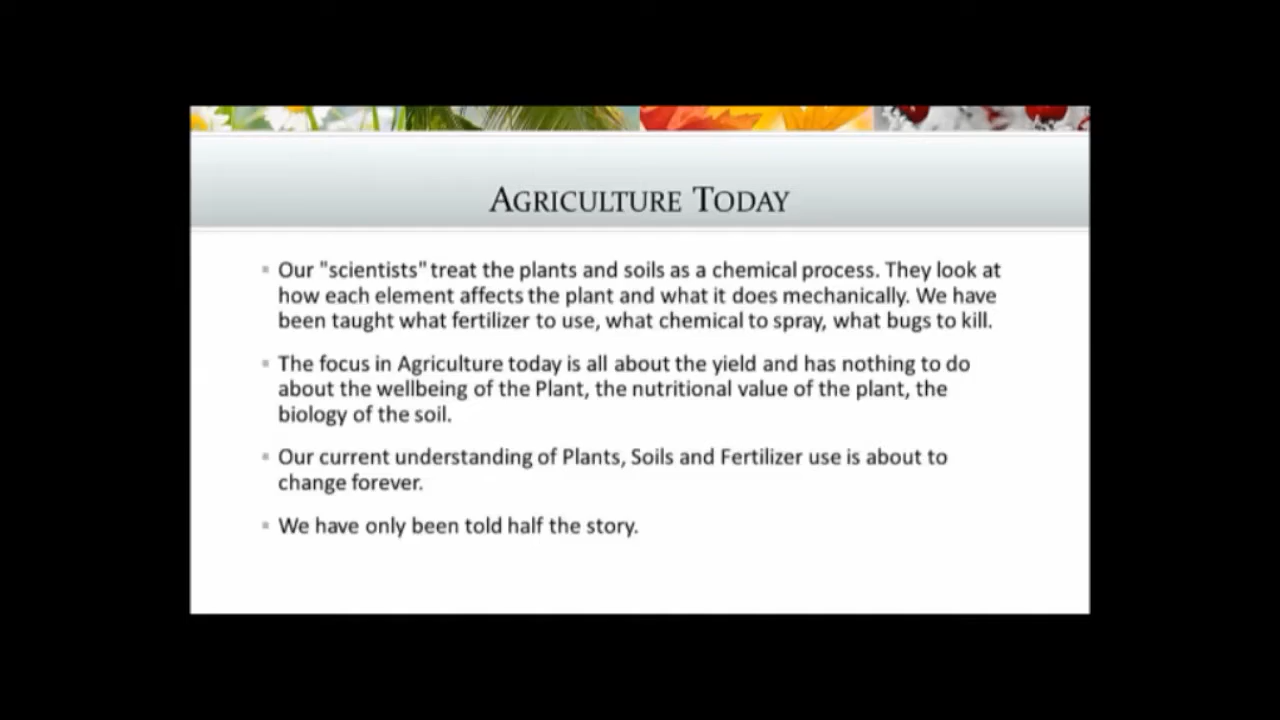 AGRICULTURE TODAY
Our "scientists" treat the plants and soils as a chemical process. They look at
how each element affects the plant and what it does mechanically. We have
been taught what fertilizer to use, what chemical to spray, what bugs to kill.
The focus in Agriculture today is all about the yield and has nothing to do
about the wellbeing of the Plant, the nutritional value of the plant, the
biology of the soil.
Our current understanding of Plants, Soils and Fertilizer use is about to
change forever.
We have only been told half the story.